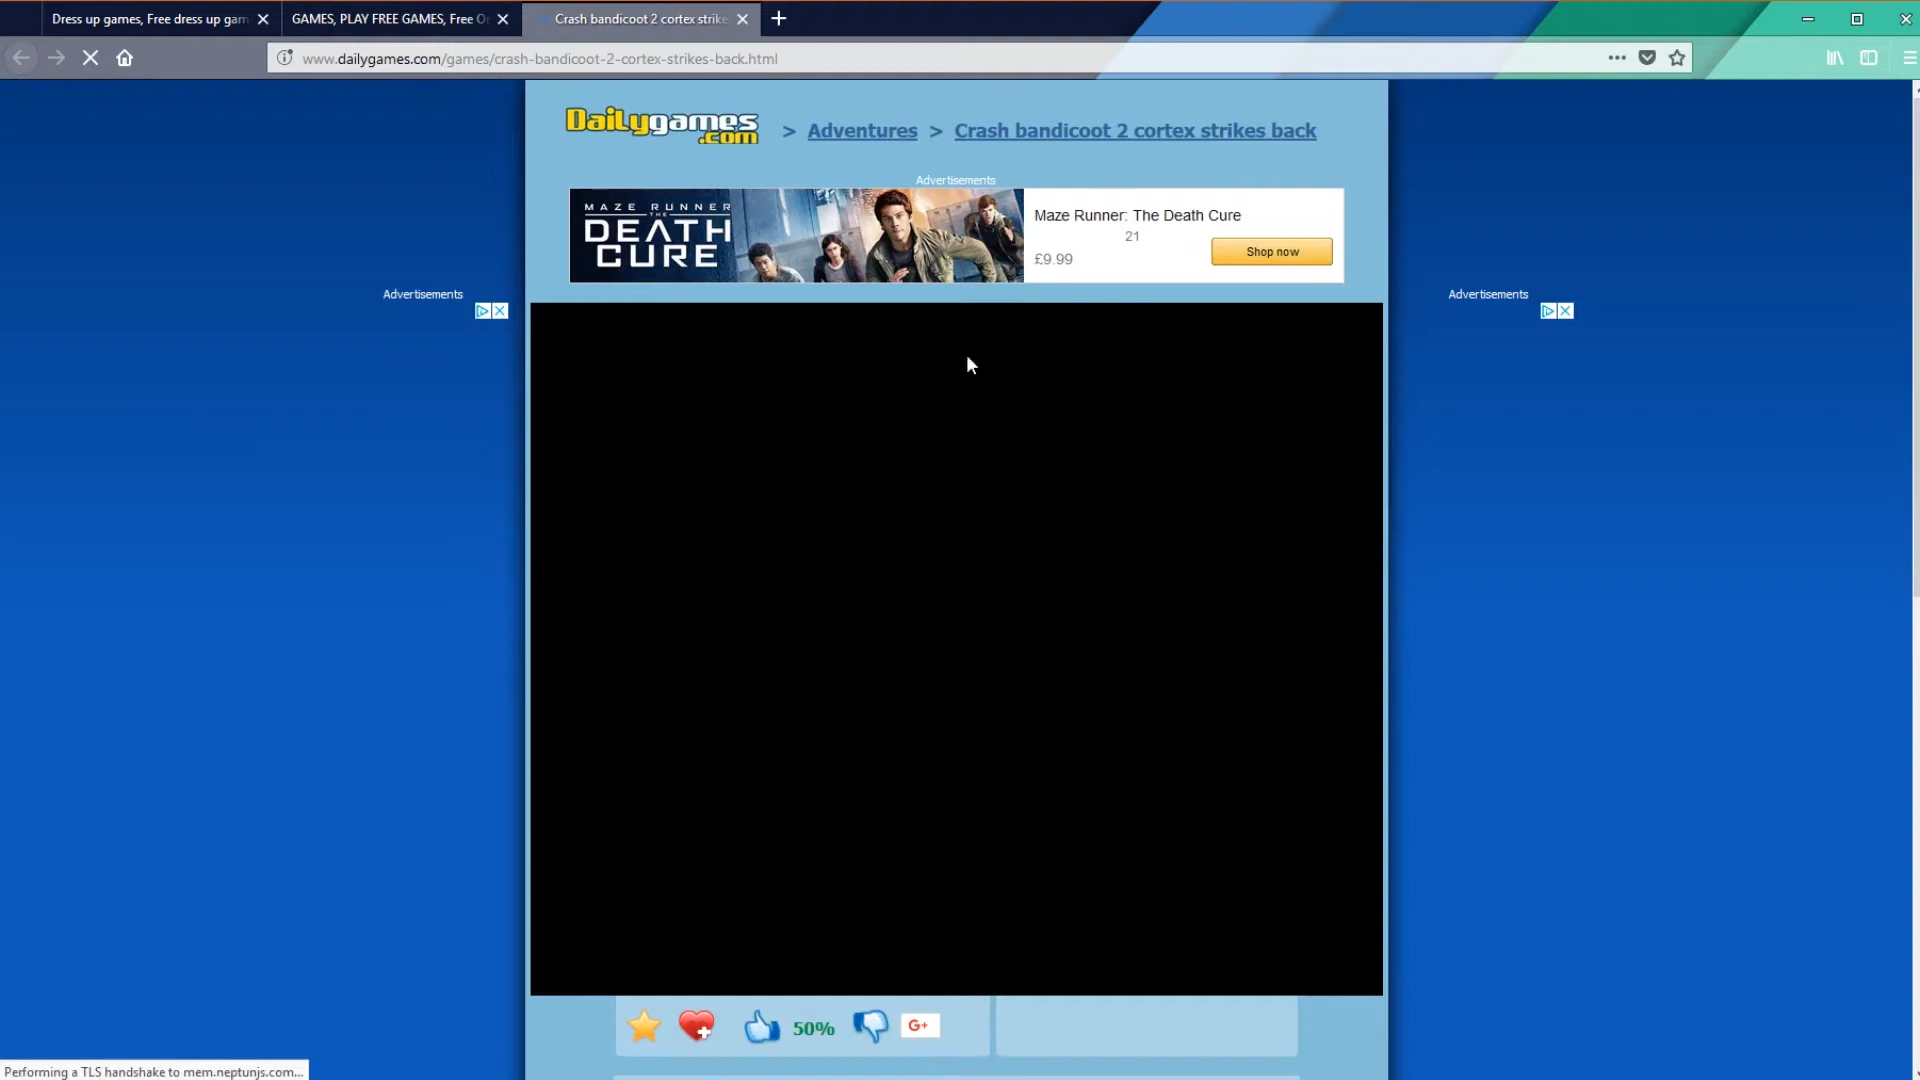 Dress up games, Free dress up gam
GAMES, PLAY FREE GAMES, Free O
Crash bandicoot 2 cortex strike
www.dailygames.com/games/crash-bandicoot-2-cortex-strikes-back.html
Dailygames.com > Adventures > Crash bandicoot 2 cortex strikes back
Advertisements
MAZE RUNNER
THE
DEATH
CURE
Maze Runner: The Death Cure
21
£9.99
Shop now
Advertisements
Advertisements
50%
G+
Performing a TLS handshake to mem.neptunjs.com...